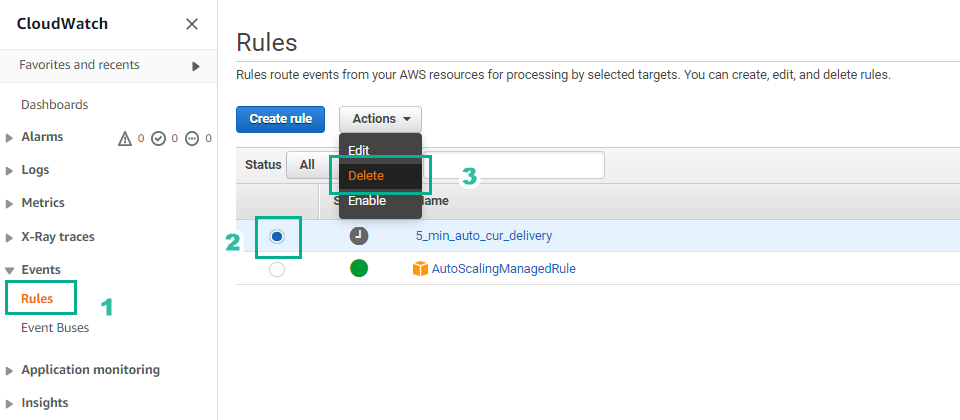 CloudWatch
Favorites and recents
Dashboards
Alarms 0 0 0
Logs
Metrics
X-Ray traces
Events
Rules 1
Event Buses
Application monitoring
Insights
Rules
Rules route events from your AWS resources for processing by selected targets. You can create, edit, and delete rules.
Create rule Actions
Edit
Status All
Delete 3
Enable
S Name
2 5_min_auto_cur_delivery
AutoScalingManagedRule